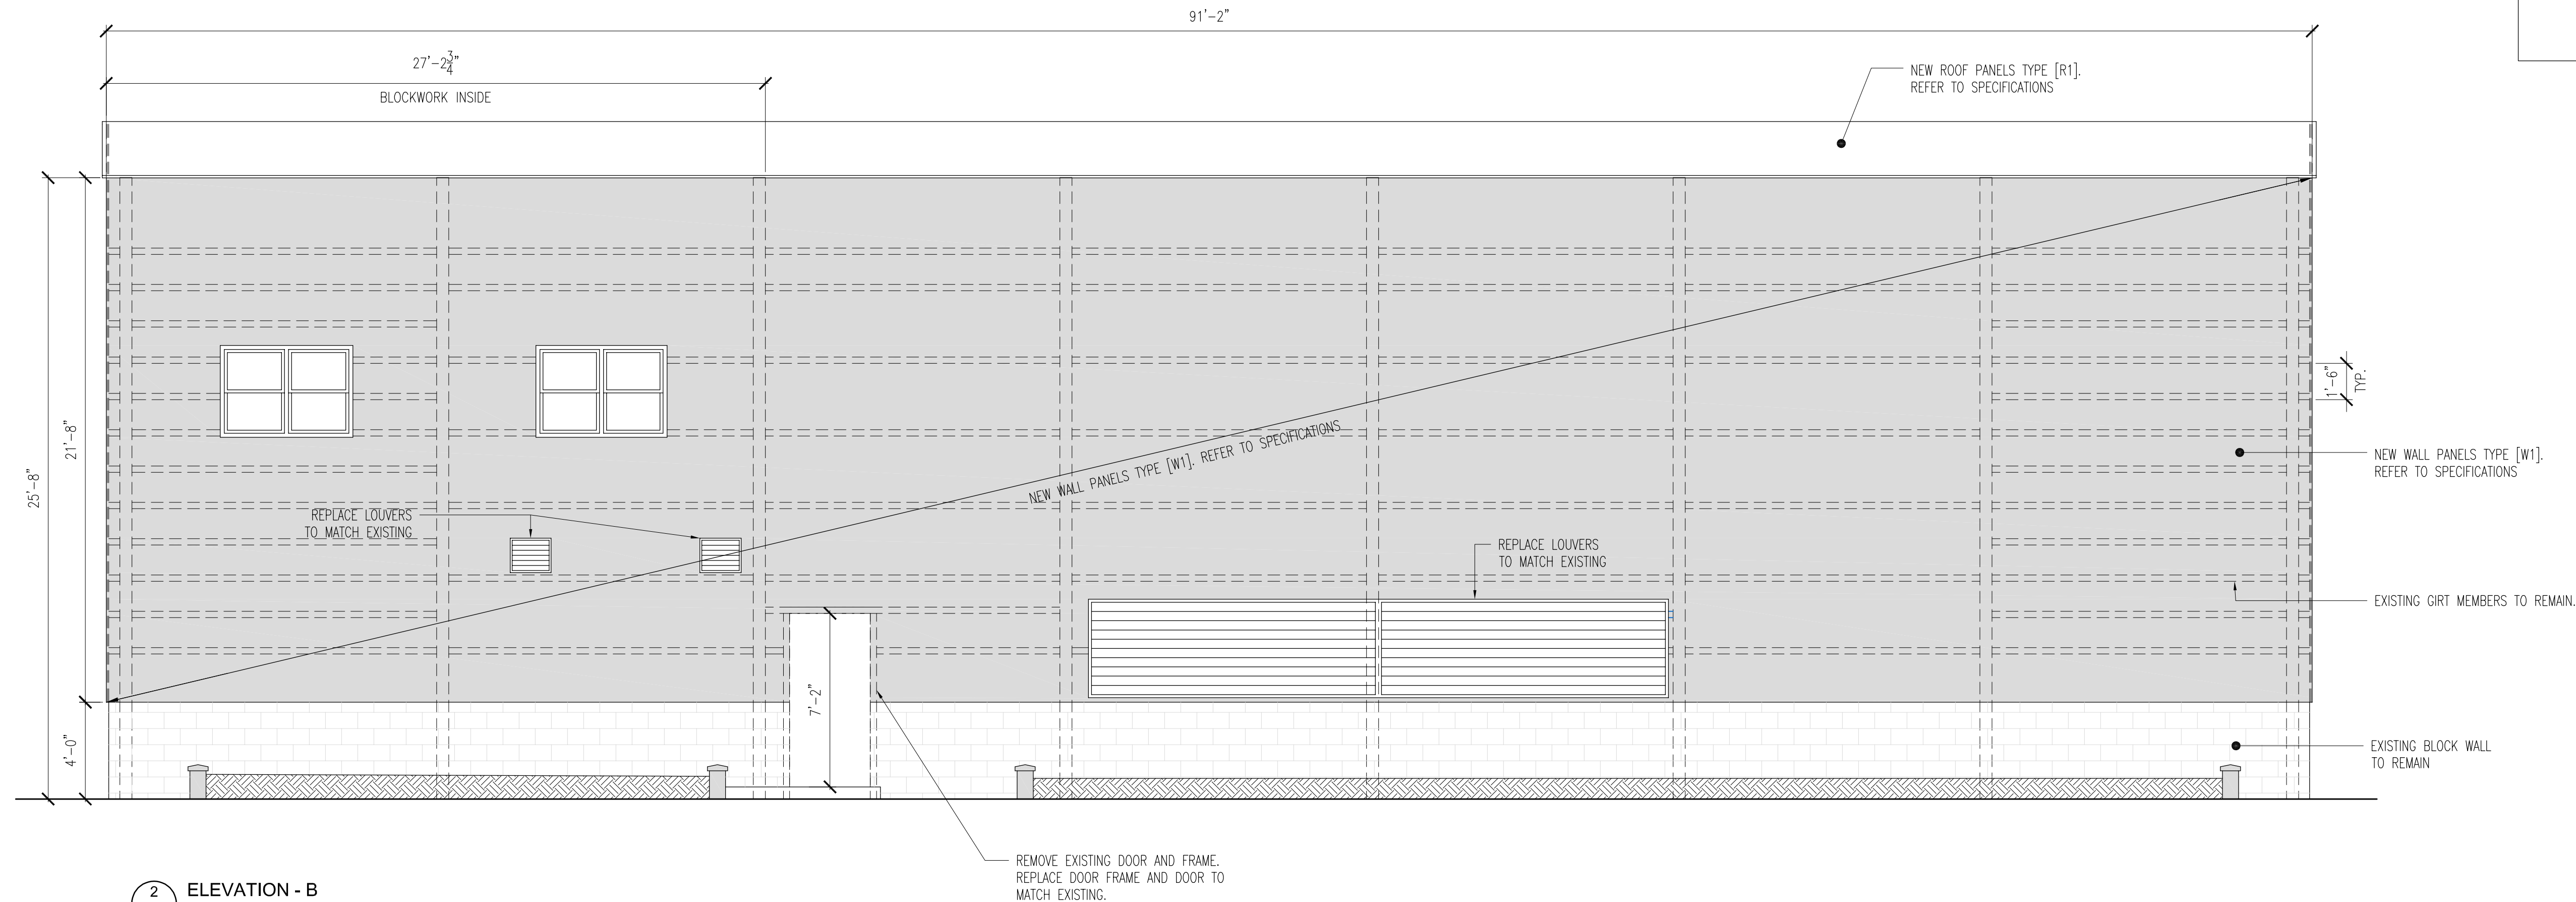 91'-2"
27'-2 3/4"
BLOCKWORK INSIDE
NEW ROOF PANELS TYPE [R1].
REFER TO SPECIFICATIONS
25'-8"
21'-8"
4'-0"
1'-6"
TYP.
NEW WALL PANELS TYPE [W1]. REFER TO SPECIFICATIONS
NEW WALL PANELS TYPE [W1].
REFER TO SPECIFICATIONS
REPLACE LOUVERS
TO MATCH EXISTING
REPLACE LOUVERS
TO MATCH EXISTING
EXISTING GIRT MEMBERS TO REMAIN.
7'-2"
EXISTING BLOCK WALL
TO REMAIN
REMOVE EXISTING DOOR AND FRAME.
REPLACE DOOR FRAME AND DOOR TO
MATCH EXISTING.
2
ELEVATION - B